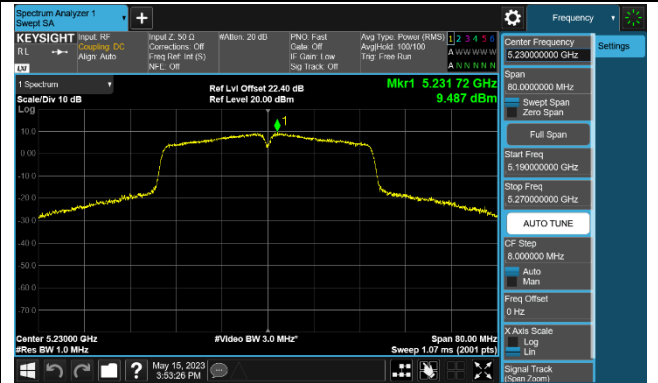 Spectrum Analyzer 1
Swept SA
Frequency
KEYSIGHT
RL
LXI
Input: RF
Coupling: DC
Align: Auto
Input Z: 50 Ω
Corrections: Off
Freq Ref: Int (S)
NFE: Off
#Atten: 20 dB
PNO: Fast
Gate: Off
IF Gain: Low
Sig Track: Off
Avg Type: Power (RMS)
Avg|Hold: 100/100
Trig: Free Run
1 2 3 4 5 6
A W W W W W
A N N N N N
1 Spectrum
Scale/Div 10 dB
Log
Ref Lvl Offset 22.40 dB
Ref Level 20.00 dBm
Mkr1 5.231 72 GHz
9.487 dBm
1
10.0
0.00
-10.0
-20.0
-30.0
-40.0
-50.0
-60.0
-70.0
Center 5.23000 GHz
#Res BW 1.0 MHz
#Video BW 3.0 MHz*
Span 80.00 MHz
Sweep 1.07 ms (2001 pts)
Center Frequency
5.230000000 GHz
Settings
Span
80.0000000 MHz
Swept Span
Zero Span
Full Span
Start Freq
5.190000000 GHz
Stop Freq
5.270000000 GHz
AUTO TUNE
CF Step
8.000000 MHz
Auto
Man
Freq Offset
0 Hz
X Axis Scale
Log
Lin
Signal Track
(Span Zoom)
May 15, 2023
3:53:26 PM